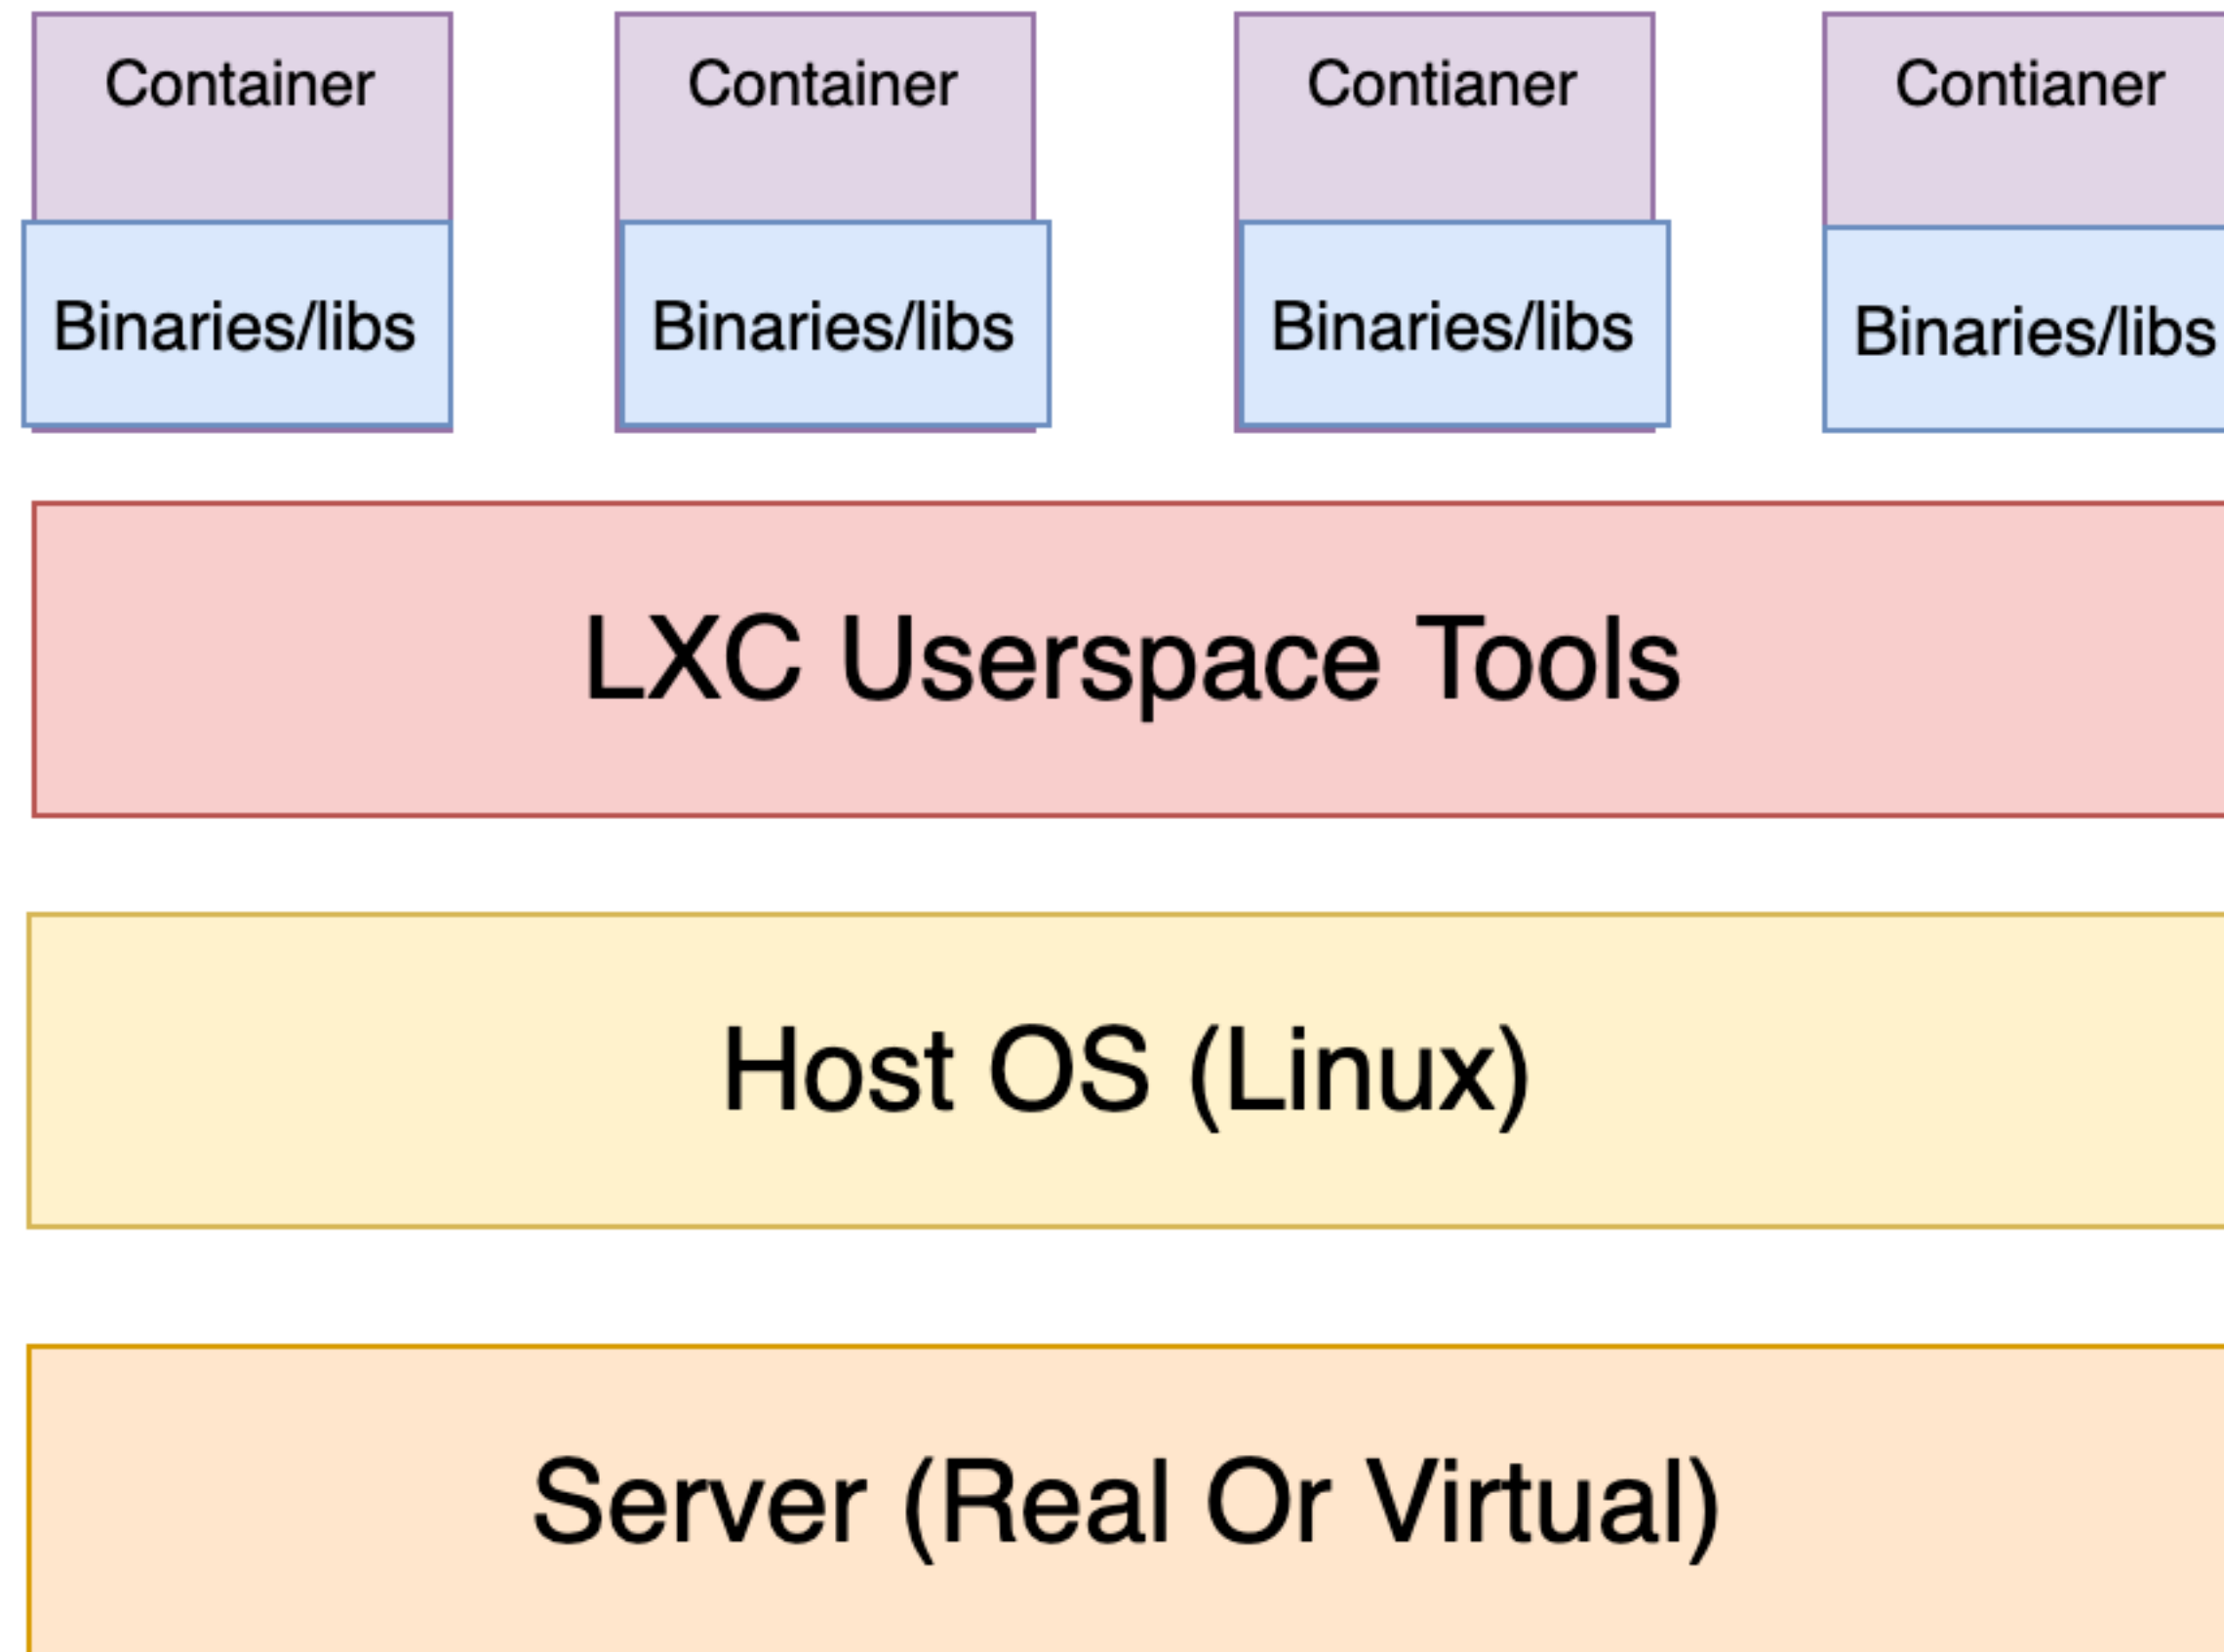 Container
Container
Contianer
Contianer
Binaries/libs
Binaries/libs
Binaries/libs
Binaries/libs
LXC Userspace Tools
Host OS (Linux)
Server (Real Or Virtual)